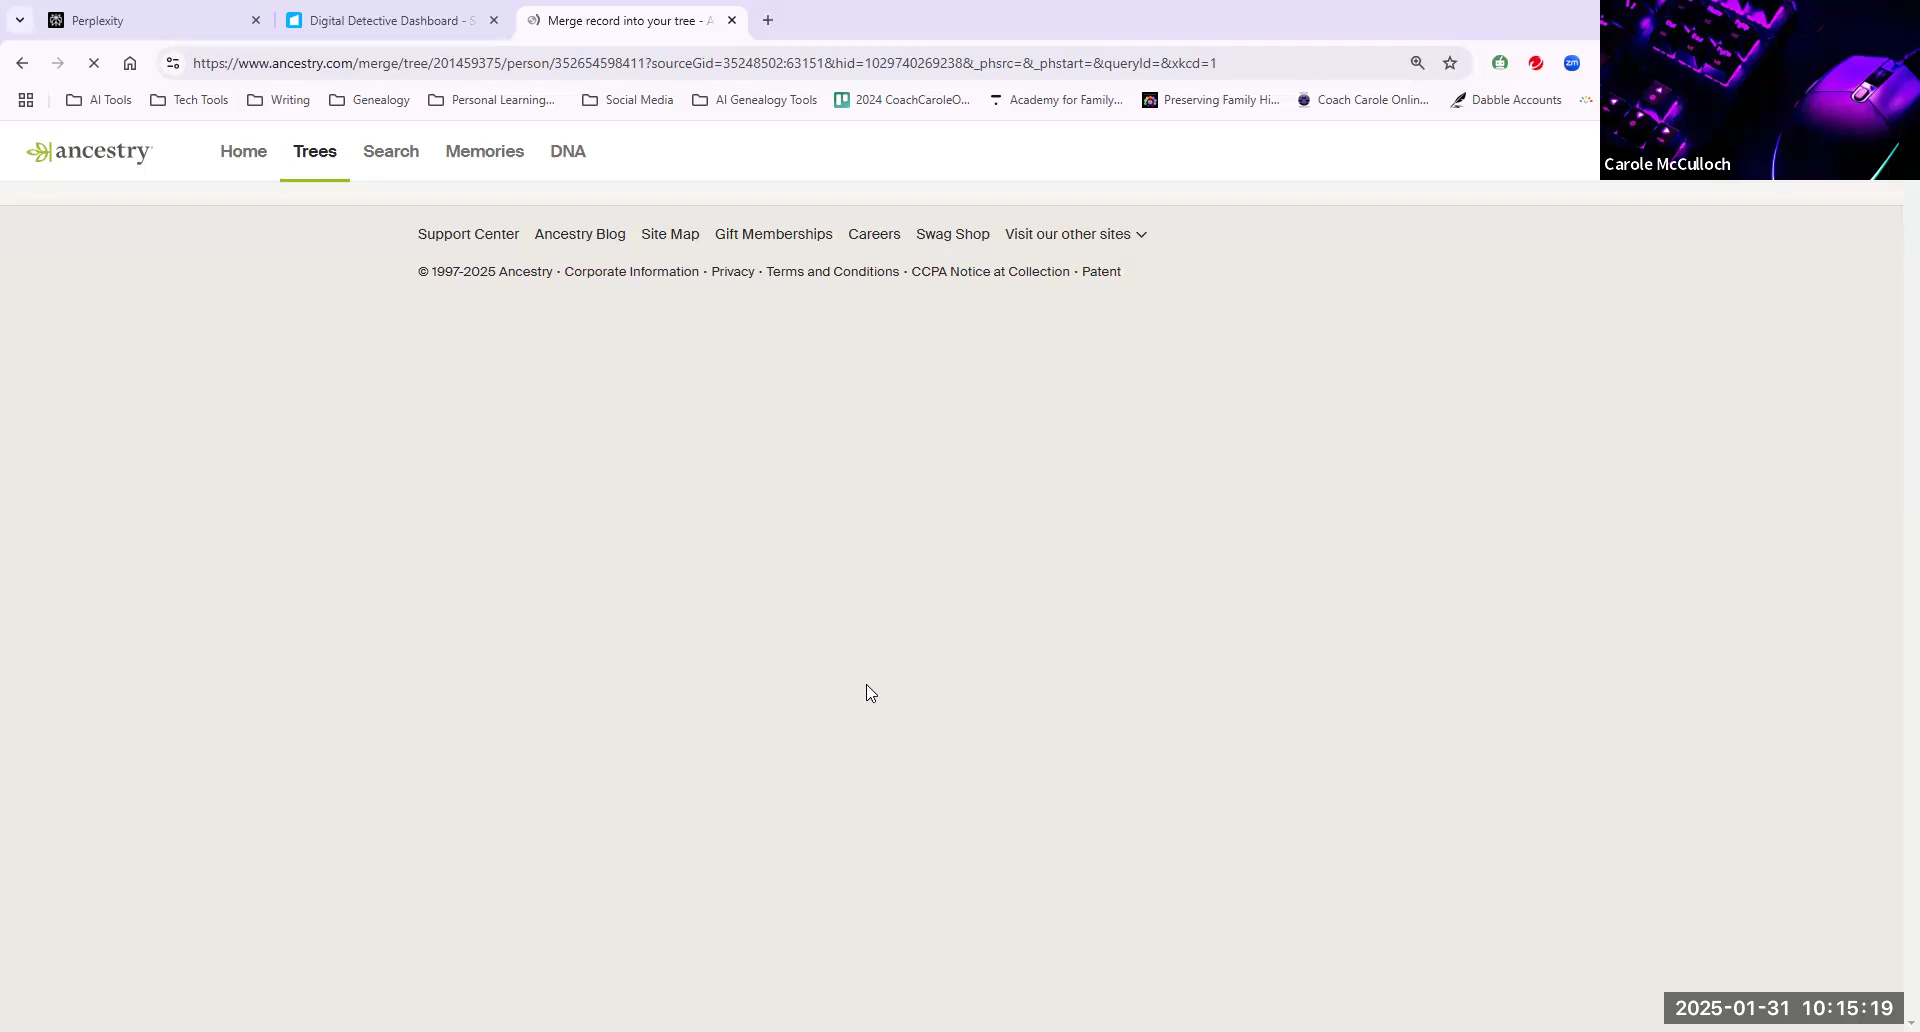 Perplexity
Digital Detective Dashboard - S
Merge record into your tree - A
https://www.ancestry.com/merge/tree/201459375/person/352654598411?sourceGid=35248502:63151&hid=1029740269238&_phsrc=&_phstart=&queryId=&xkcd=1
zm
AI Tools
Tech Tools
Writing
Genealogy
Personal Learning...
Social Media
AI Genealogy Tools
2024 CoachCaroleO...
Academy for Family...
Preserving Family Hi...
Coach Carole Onlin...
Dabble Accounts
Carole McCulloch
ancestry
Home
Trees
Search
Memories
DNA
Support Center Ancestry Blog Site Map Gift Memberships Careers Swag Shop Visit our other sites
© 1997-2025 Ancestry · Corporate Information · Privacy · Terms and Conditions · CCPA Notice at Collection · Patent
2025-01-31 10:15:19